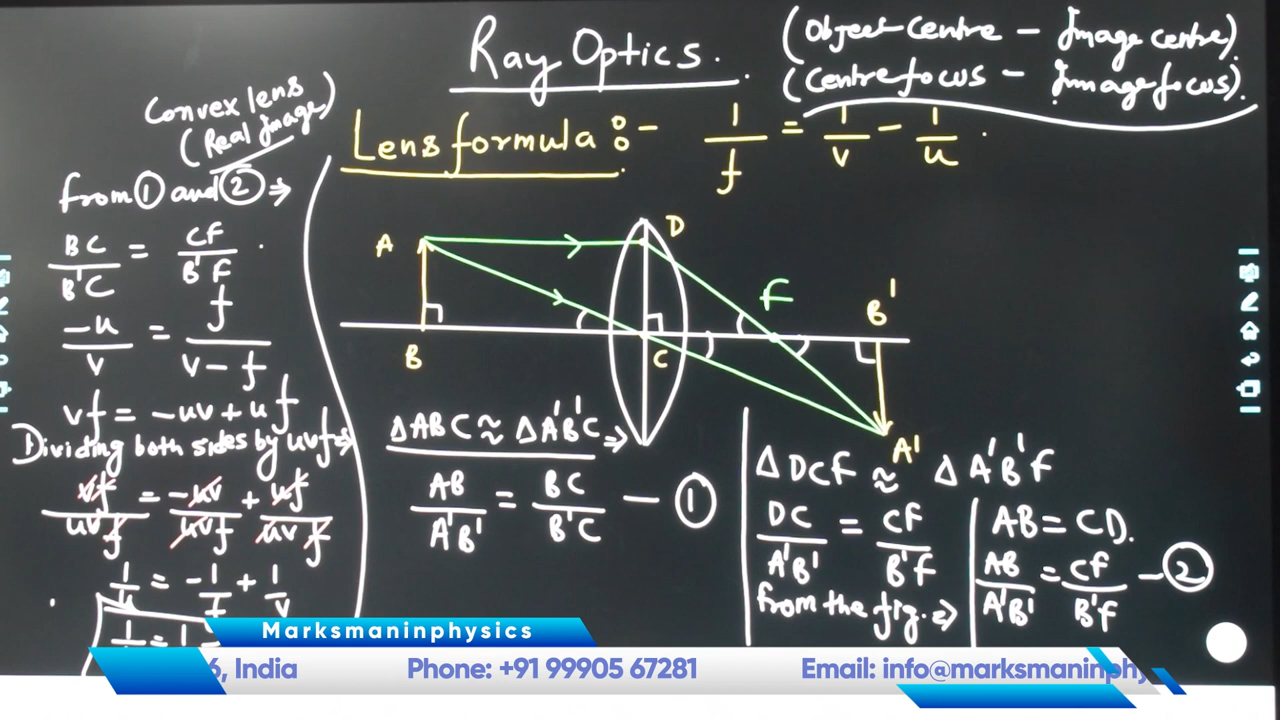 Ray Optics.
(Object Centre - Image centre).
(Centre focus - Image focus).
Lens formula :- 1/f = 1/v - 1/u.
Convex lens
(Real Image)
from ① and ② ⇒
BC/B'C = CF/B'F.
-u/v = f/v-f
vf = -uv + uf
Dividing both sides by uvf ⇒
vf/uvf = -uv/uvf + uf/uvf
1/u = -1/f + 1/v
A
D
F
B'
B
C
A'
ΔABC ≈ ΔA'B'C ⇒
AB/A'B' = BC/B'C - ①
ΔDCF ≈ ΔA'B'F
DC/A'B' = CF/B'F
from the fig. ⇒
AB = CD.
AB/A'B' = CF/B'F - ②
Marksmaninphysics
6, India Phone: +91 99905 67281 Email: info@marksmaninphy